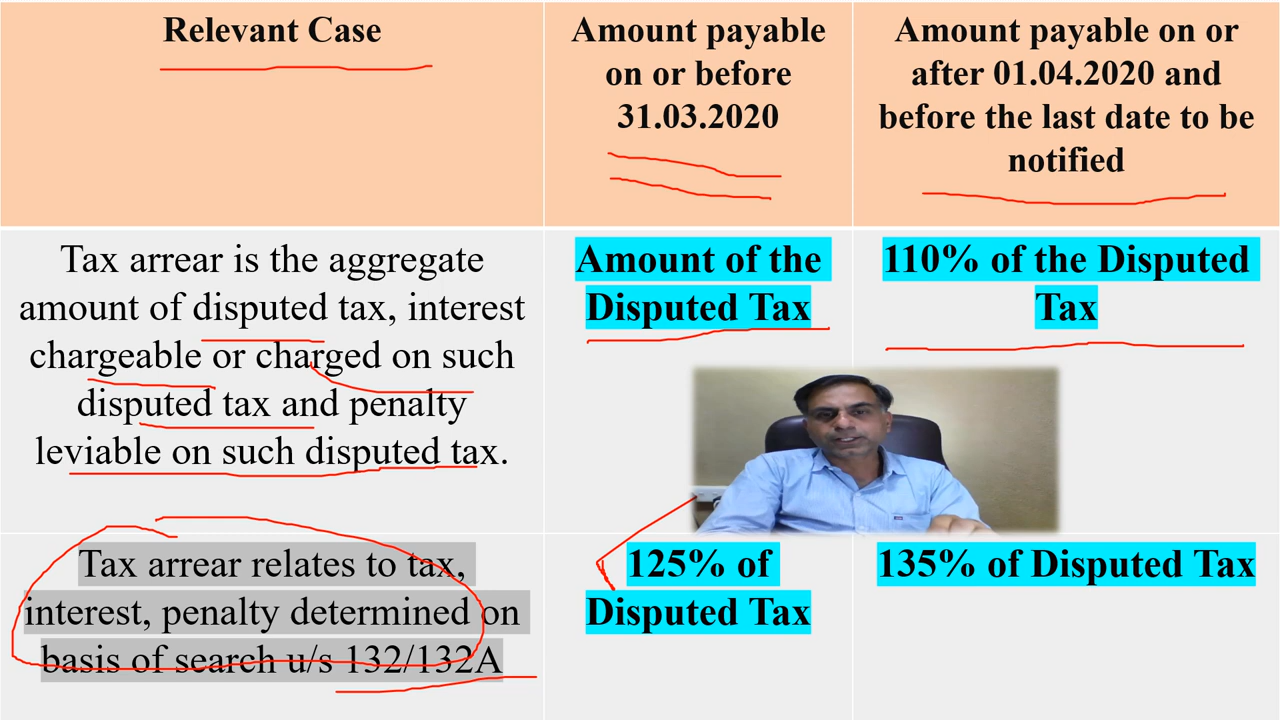 Relevant Case
Amount payable
on or before
31.03.2020
Amount payable on or
after 01.04.2020 and
before the last date to be
notified
Tax arrear is the aggregate
amount of disputed tax, interest
chargeable or charged on such
disputed tax and penalty
leviable on such disputed tax.
Amount of the
Disputed Tax
110% of the Disputed
Tax
Tax arrear relates to tax,
interest, penalty determined on
basis of search u/s 132/132A
125% of
Disputed Tax
135% of Disputed Tax